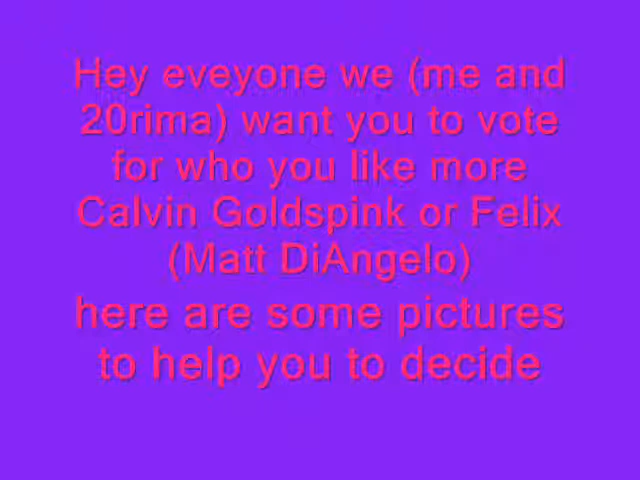 Hey eveyone we (me and
20rima) want you to vote
for who you like more
Calvin Goldspink or Felix
(Matt DiAngelo)
here are some pictures
to help you to decide